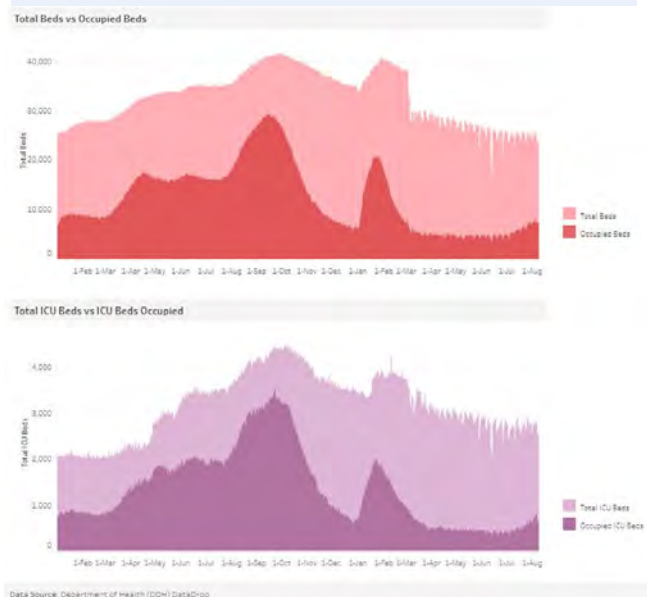 Total Beds vs Occupied Beds
40,000
30,000
20,000
10,000
0
Total Beds
1-Feb 1-Mar 1-Apr 1-May 1-Jun 1-Jul 1-Aug 1-Sep 1-Oct 1-Nov 1-Dec 1-Jan 1-Feb 1-Mar 1-Apr 1-May 1-Jun 1-Jul 1-Aug
Total Beds
Occupied Beds
Total ICU Beds vs ICU Beds Occupied
4,000
3,000
2,000
1,000
0
Total ICU Beds
1-Feb 1-Mar 1-Apr 1-May 1-Jun 1-Jul 1-Aug 1-Sep 1-Oct 1-Nov 1-Dec 1-Jan 1-Feb 1-Mar 1-Apr 1-May 1-Jun 1-Jul 1-Aug
Total ICU Beds
Occupied ICU Beds
Data Source: Department of Health (DOH) DataDrop